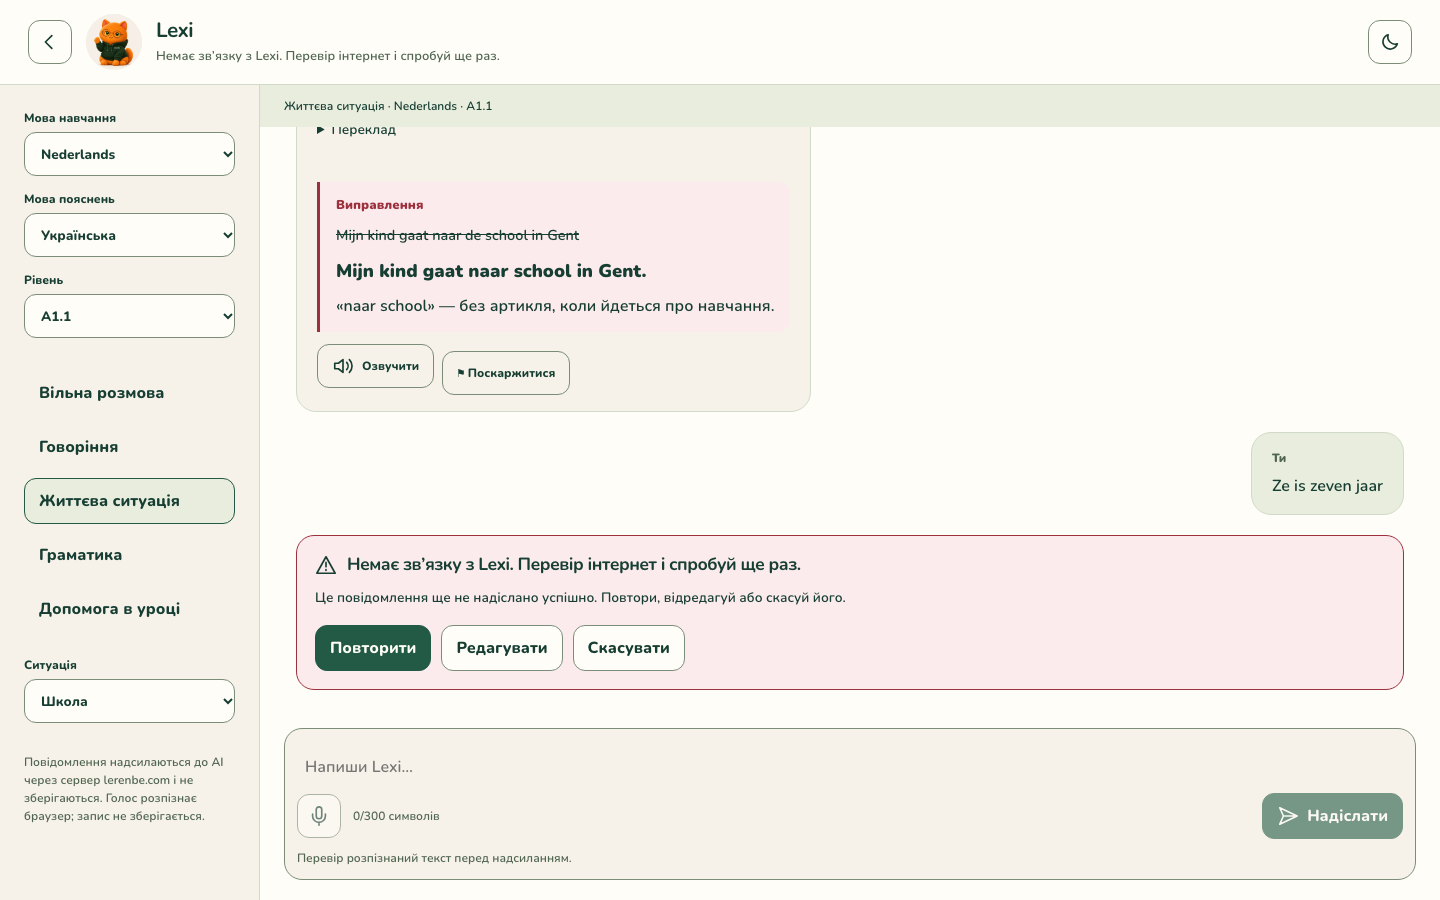 Lexi
Немає зв’язку з Lexi. Перевір інтернет і спробуй ще раз.
Мова навчання
Nederlands
Мова пояснень
Українська
Рівень
A1.1
Вільна розмова
Говоріння
Життєва ситуація
Граматика
Допомога в уроці
Ситуація
Школа
Повідомлення надсилаються до AI
через сервер lerenbe.com і не
зберігаються. Голос розпізнає
браузер; запис не зберігається.
Життєва ситуація · Nederlands · A1.1
Переклад
Виправлення
Mijn kind gaat naar de school in Gent
Mijn kind gaat naar school in Gent.
«naar school» — без артикля, коли йдеться про навчання.
Озвучити
Поскаржитися
Ти
Ze is zeven jaar
Немає зв’язку з Lexi. Перевір інтернет і спробуй ще раз.
Це повідомлення ще не надіслано успішно. Повтори, відредагуй або скасуй його.
Повторити
Редагувати
Скасувати
Напиши Lexi...
0/300 символів
Надіслати
Перевір розпізнаний текст перед надсиланням.